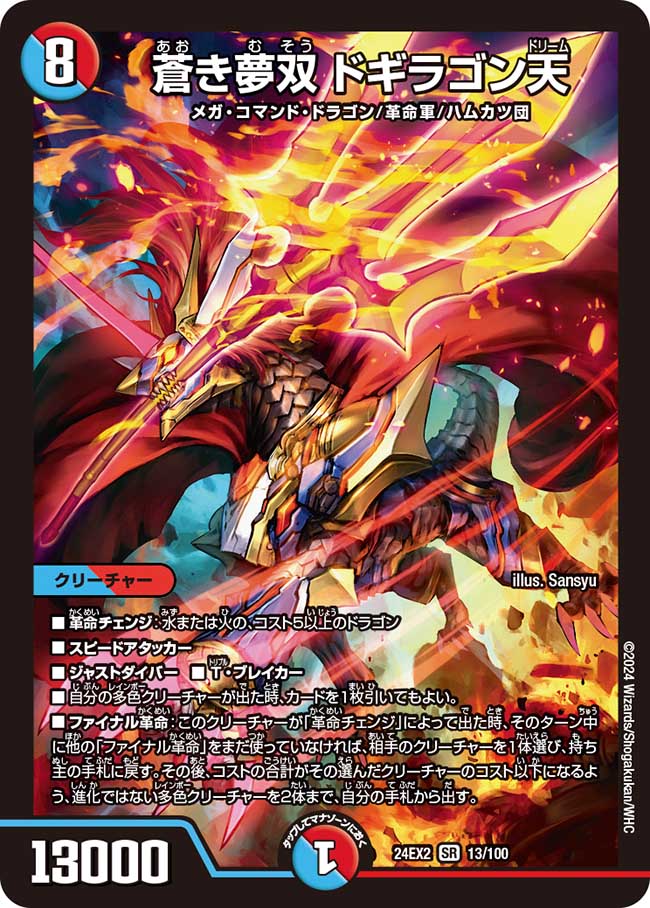 8
蒼き夢双 ドギラゴン天
あお むそう ドリーム
メガ・コマンド・ドラゴン/革命軍/ハムカツ団
クリーチャー
illus. Sansyu
■革命チェンジ:水または火の、コスト5以上のドラゴン
■スピードアタッカー
■ジャストダイバー ■T・ブレイカー
■自分の多色クリーチャーが出た時、カードを1枚引いてもよい。
■ファイナル革命:このクリーチャーが「革命チェンジ」によって出た時、そのターン中
に他の「ファイナル革命」をまだ使っていなければ、相手のクリーチャーを1体選び、持ち
主の手札に戻す。その後、コストの合計がその選んだクリーチャーのコスト以下になるよ
う、進化ではない多色クリーチャーを2体まで、自分の手札から出す。
©2024 Wizards/Shogakukan/WHC
13000
タップしてマナゾーンにおく
1
24EX2 SR 13/100